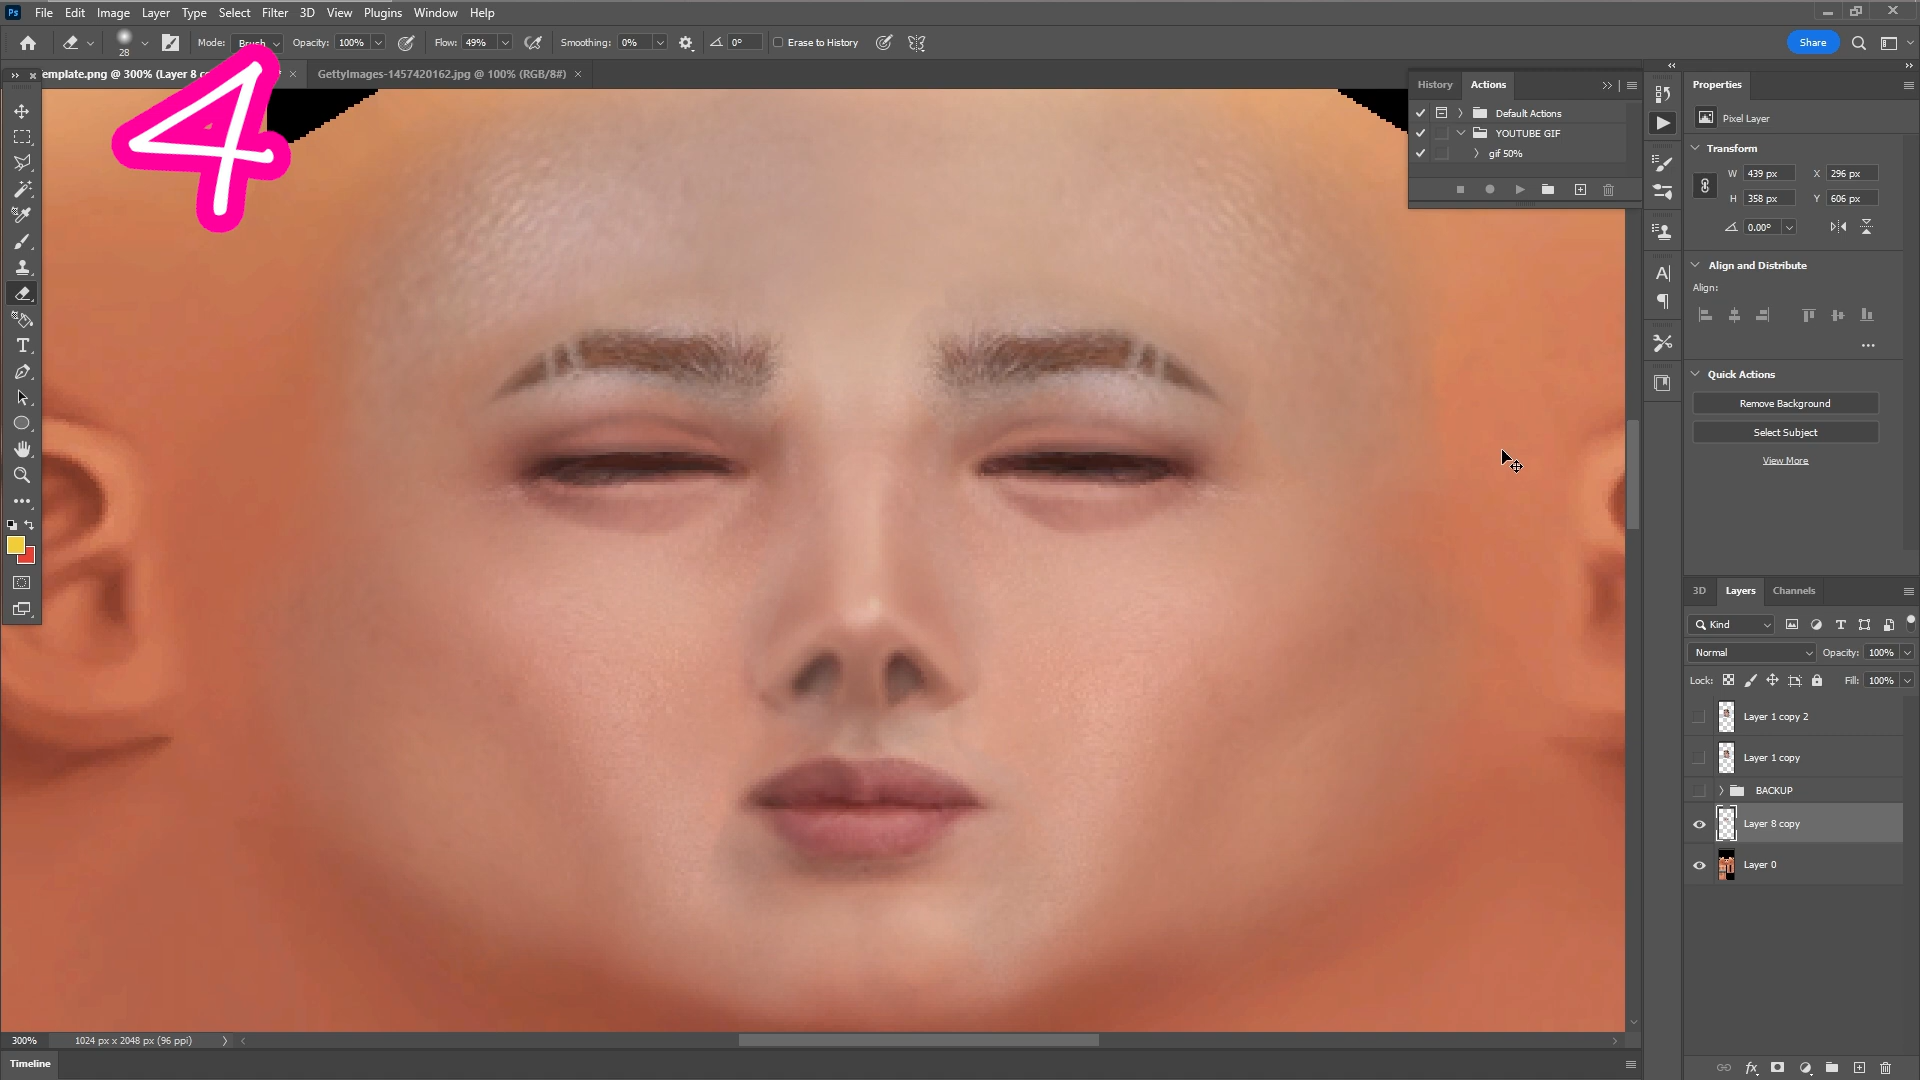 Ps File Edit Image Layer Type Select Filter 3D View Plugins Window Help
28 Mode: Brush Opacity: 100% Flow: 49% Smoothing: 0% 0° Erase to History Share
emplate.png @ 300% (Layer 8 c GettyImages-1457420162.jpg @ 100% (RGB/8#)
4
History Actions
Default Actions
YOUTUBE GIF
gif 50%
Properties
Pixel Layer
Transform
W 439 px X 296 px
H 358 px Y 606 px
0.00°
Align and Distribute
Align:
Quick Actions
Remove Background
Select Subject
View More
3D Layers Channels
Kind
Normal Opacity: 100%
Lock: Fill: 100%
Layer 1 copy 2
Layer 1 copy
BACKUP
Layer 8 copy
Layer 0
300% 1024 px x 2048 px (96 ppi)
Timeline